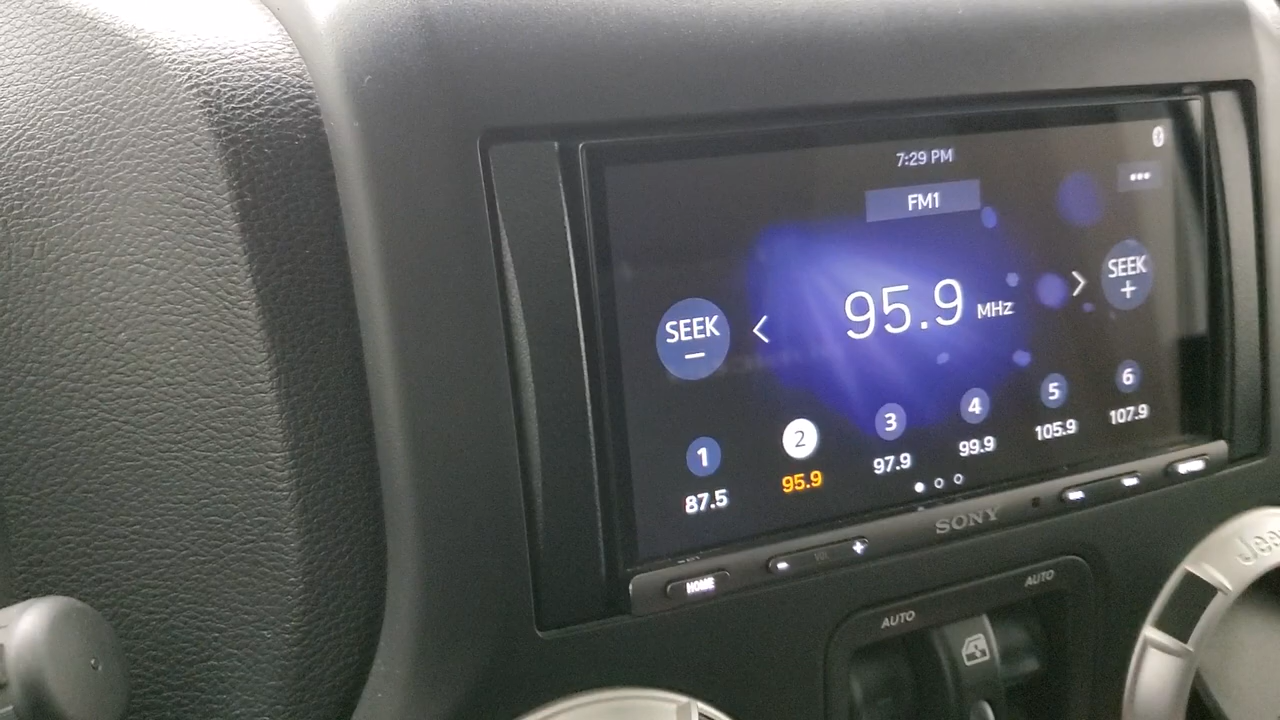 7:29 PM
•••
FM1
SEEK
+
95.9 MHz
SEEK
−
1 2 3 4 5 6
87.5 95.9 97.9 99.9 105.9 107.9
SONY
HOME
- +
AUTO AUTO
Jeep